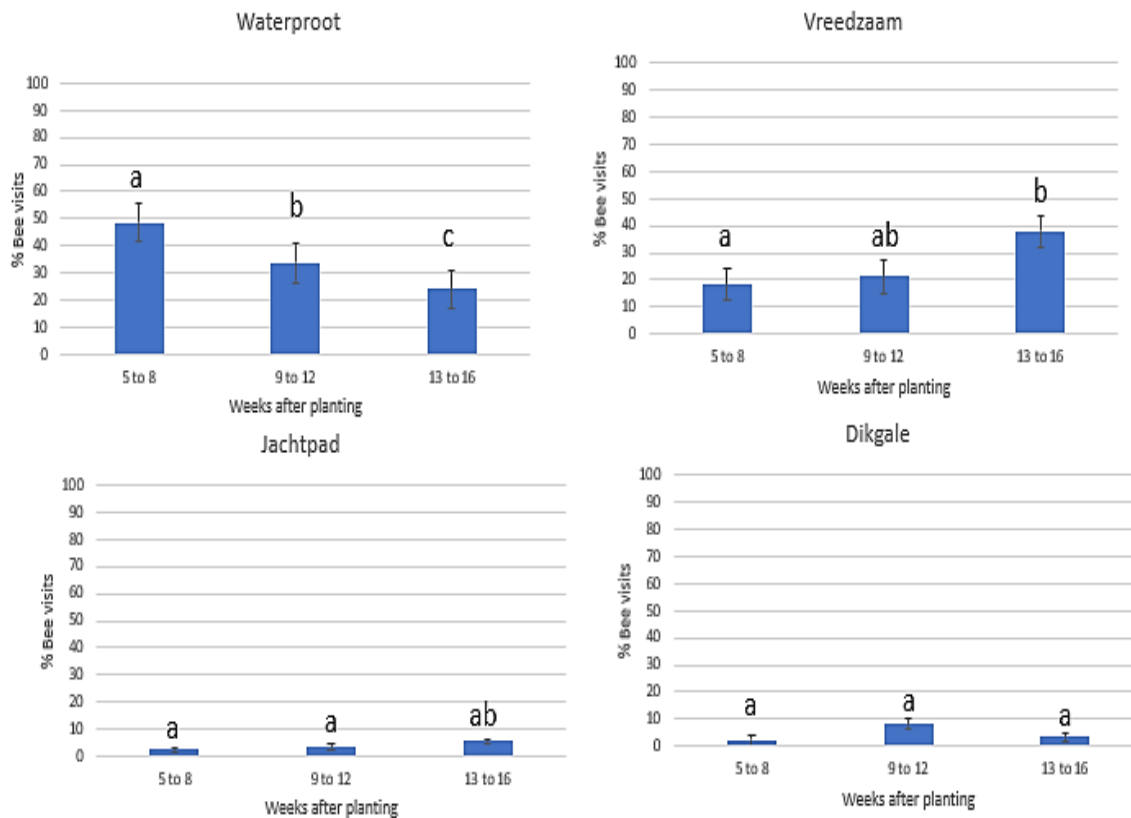 Waterproot
100
90
80
70
60
50
40
30
20
10
0
% Bee visits
a
b
c
5 to 8
9 to 12
13 to 16
Weeks after planting
Vreedzaam
100
90
80
70
60
50
40
30
20
10
0
% Bee visits
a
ab
b
5 to 8
9 to 12
13 to 16
Weeks after planting
Jachtpad
100
90
80
70
60
50
40
30
20
10
0
% Bee visits
a
a
ab
5 to 8
9 to 12
13 to 16
Weeks after planting
Dikgale
100
90
80
70
60
50
40
30
20
10
0
% Bee visits
a
a
a
5 to 8
9 to 12
13 to 16
Weeks after planting